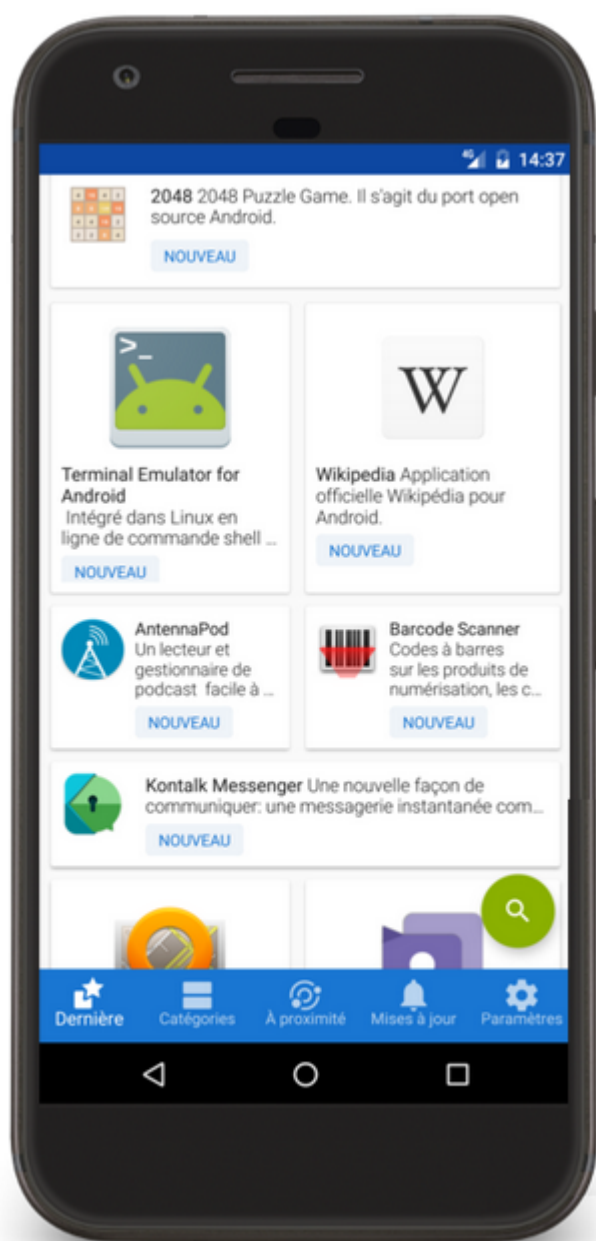 4G 14:37
2048 2048 Puzzle Game. Il s'agit du port open
source Android.
NOUVEAU
>_
Terminal Emulator for
Android
Intégré dans Linux en
ligne de commande shell ...
NOUVEAU
W
Wikipedia Application
officielle Wikipédia pour
Android.
NOUVEAU
AntennaPod
Un lecteur et
gestionnaire de
podcast facile à ...
NOUVEAU
Barcode Scanner
Codes à barres
sur les produits de
numérisation, les c...
NOUVEAU
Kontalk Messenger Une nouvelle façon de
communiquer: une messagerie instantanée com...
NOUVEAU
Dernière Catégories À proximité Mises à jour Paramètres